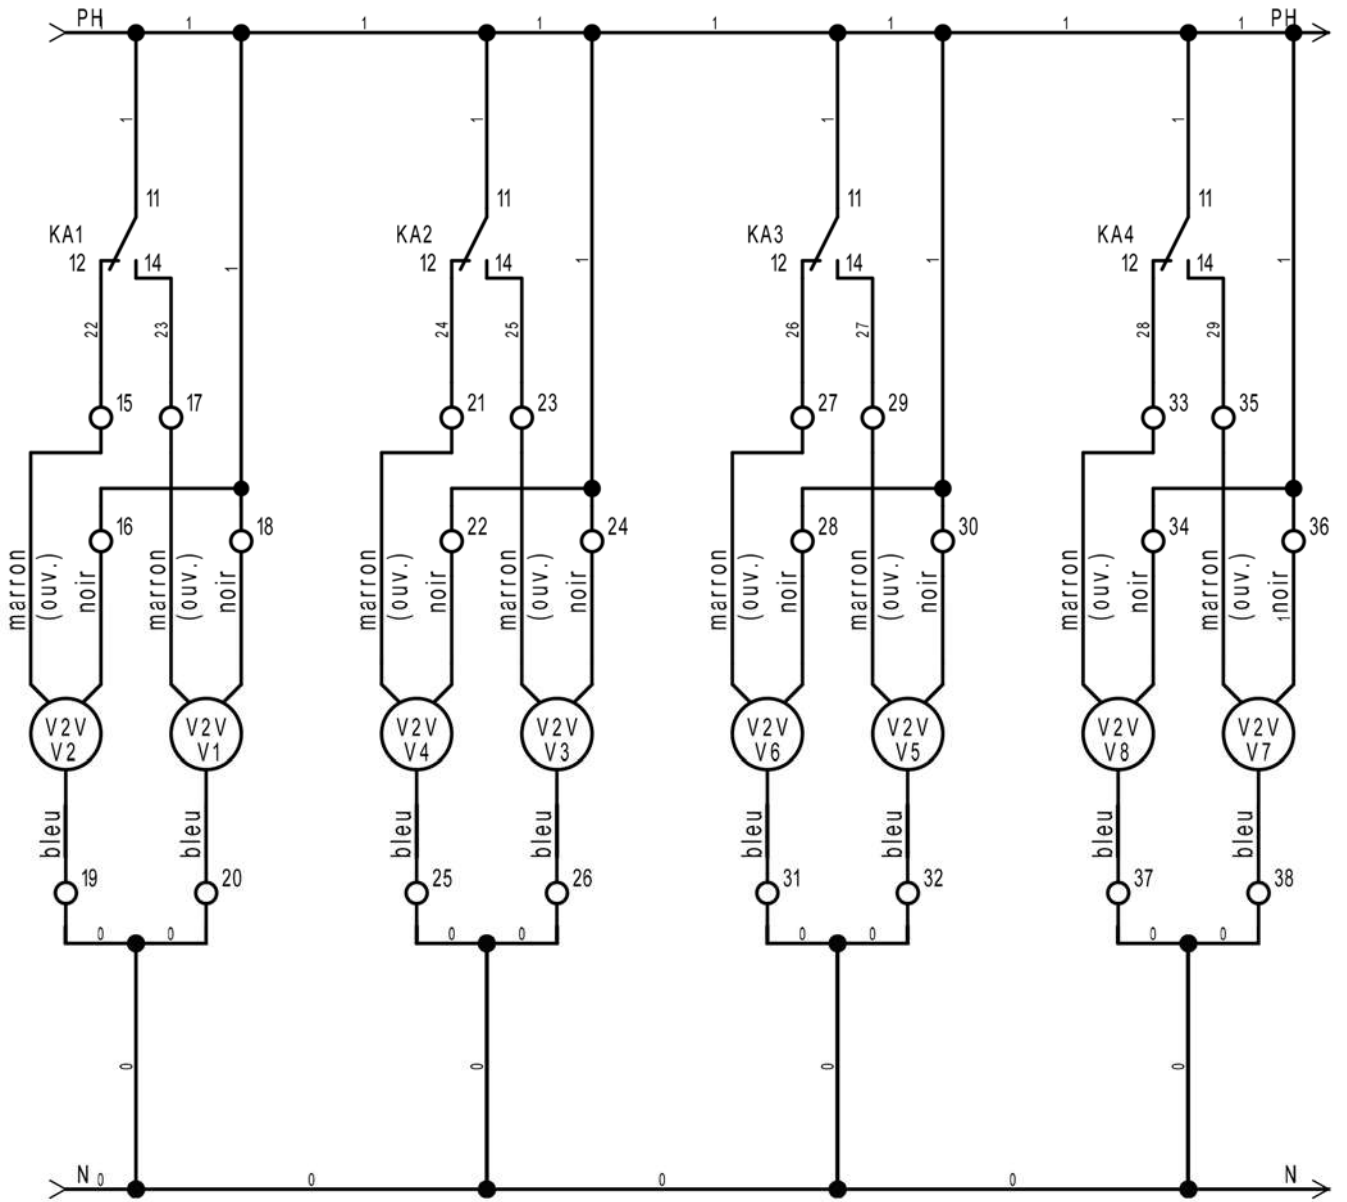 PH 1 1 1 1 1 1 1 1 PH
1 1 1 1
11 11 11 11
KA1 KA2 KA3 KA4
12 14 1 12 14 1 12 14 1 12 14 1
22 23 24 25 26 27 28 29
15 17 21 23 27 29 33 35
16 18 22 24 28 30 34 36
marron (ouv.) noir marron (ouv.) noir marron (ouv.) noir marron (ouv.) noir marron (ouv.) noir marron (ouv.) noir marron (ouv.) noir marron (ouv.) 1 noir
V2V V2V V2V V2V V2V V2V V2V V2V
V2 V1 V4 V3 V6 V5 V8 V7
bleu bleu bleu bleu bleu bleu bleu bleu
19 20 25 26 31 32 37 38
0 0 0 0 0 0 0 0
0 0 0 0
N 0 0 0 0 N